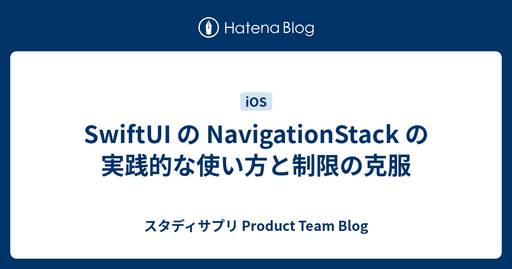 Hatena Blog
iOS
SwiftUI の NavigationStack の
実践的な使い方と制限の克服
スタディサプリ Product Team Blog